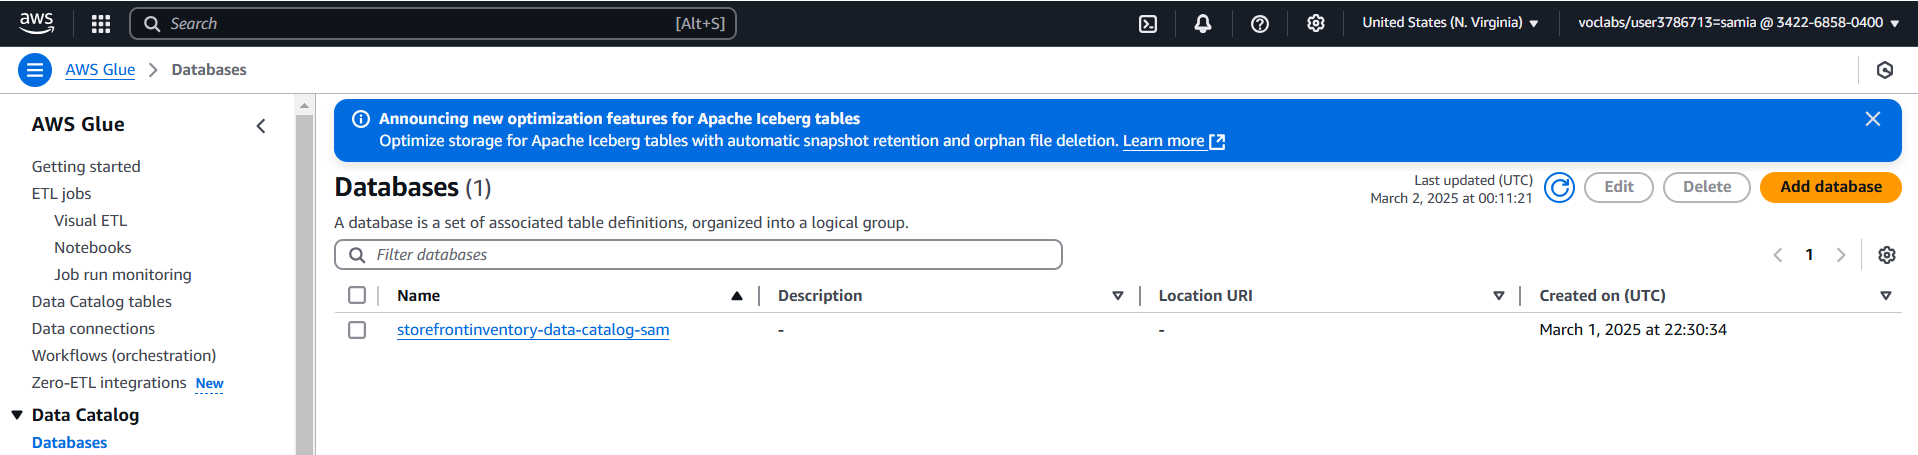 aws
Search [Alt+S]
United States (N. Virginia)
voclabs/user3786713=samia @ 3422-6858-0400
AWS Glue
Databases
AWS Glue
Getting started
ETL jobs
Visual ETL
Notebooks
Job run monitoring
Data Catalog tables
Data connections
Workflows (orchestration)
Zero-ETL integrations New
Data Catalog
Databases
Announcing new optimization features for Apache Iceberg tables
Optimize storage for Apache Iceberg tables with automatic snapshot retention and orphan file deletion. Learn more
Databases (1)
Last updated (UTC)
March 2, 2025 at 00:11:21
Edit
Delete
Add database
A database is a set of associated table definitions, organized into a logical group.
Filter databases
1
Name Description Location URI Created on (UTC)
storefrontinventory-data-catalog-sam - - March 1, 2025 at 22:30:34